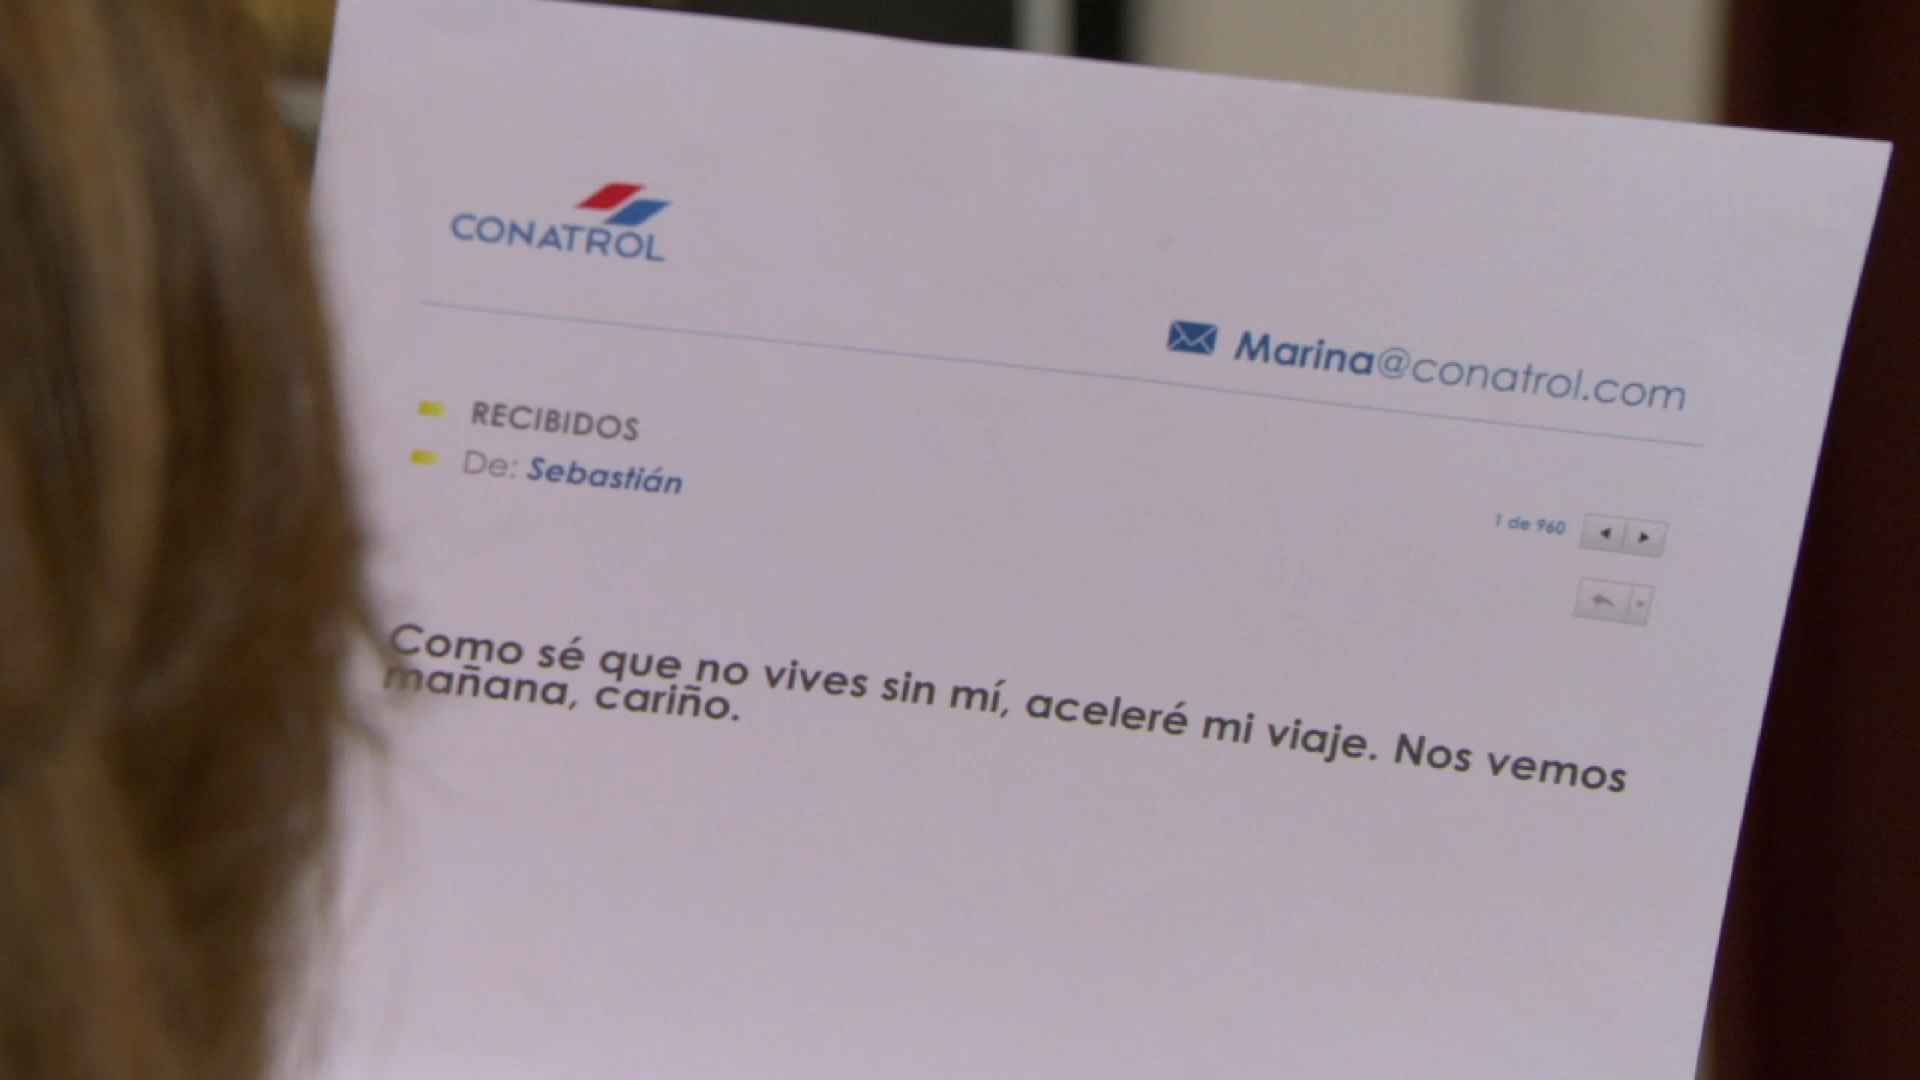 CONATROL
Marina@conatrol.com
RECIBIDOS
De: Sebastián
1 de 960
Como sé que no vives sin mí, aceleré mi viaje. Nos vemos
mañana, cariño.